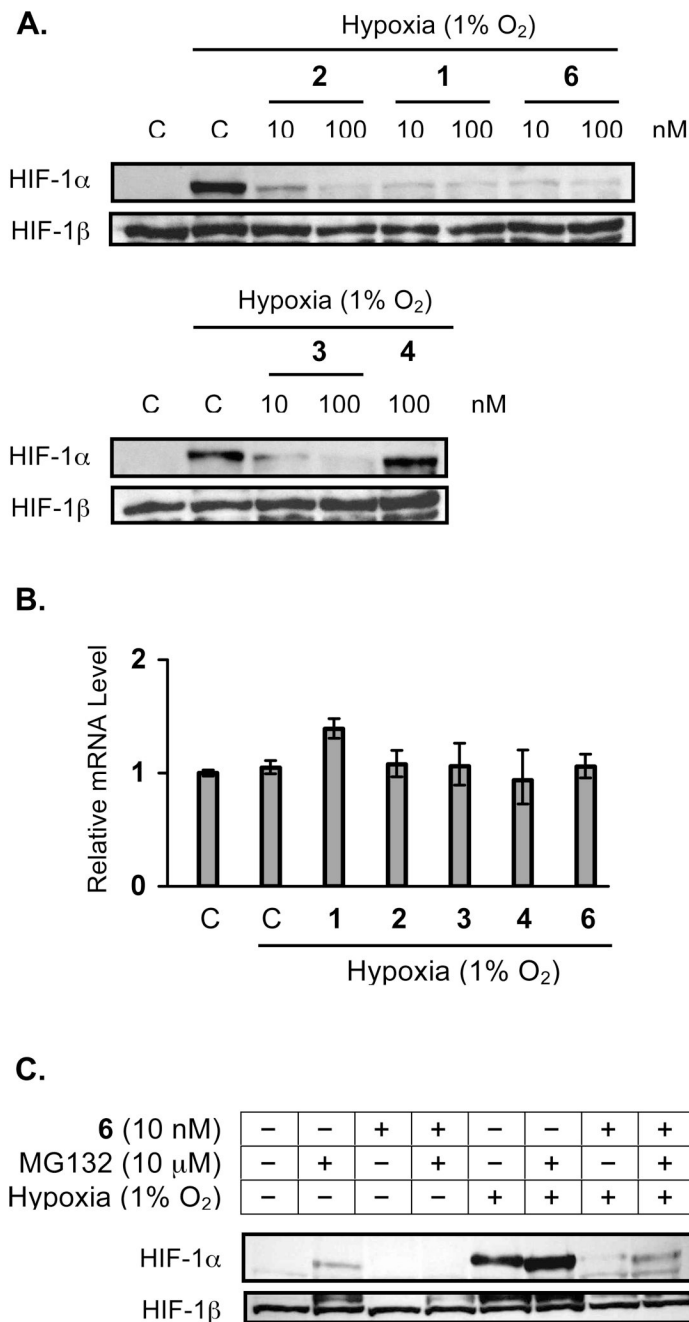 A.
Hypoxia (1% O₂)
2 1 6
C C 10 100 10 100 10 100 nM
HIF-1α
HIF-1β
Hypoxia (1% O₂)
3 4
C C 10 100 100 nM
HIF-1α
HIF-1β
B.
Relative mRNA Level
2
1
0
C C 1 2 3 4 6
Hypoxia (1% O₂)
C.
6 (10 nM) − − + + − − + +
MG132 (10 μM) − + − + − + − +
Hypoxia (1% O₂) − − − − + + + +
HIF-1α
HIF-1β